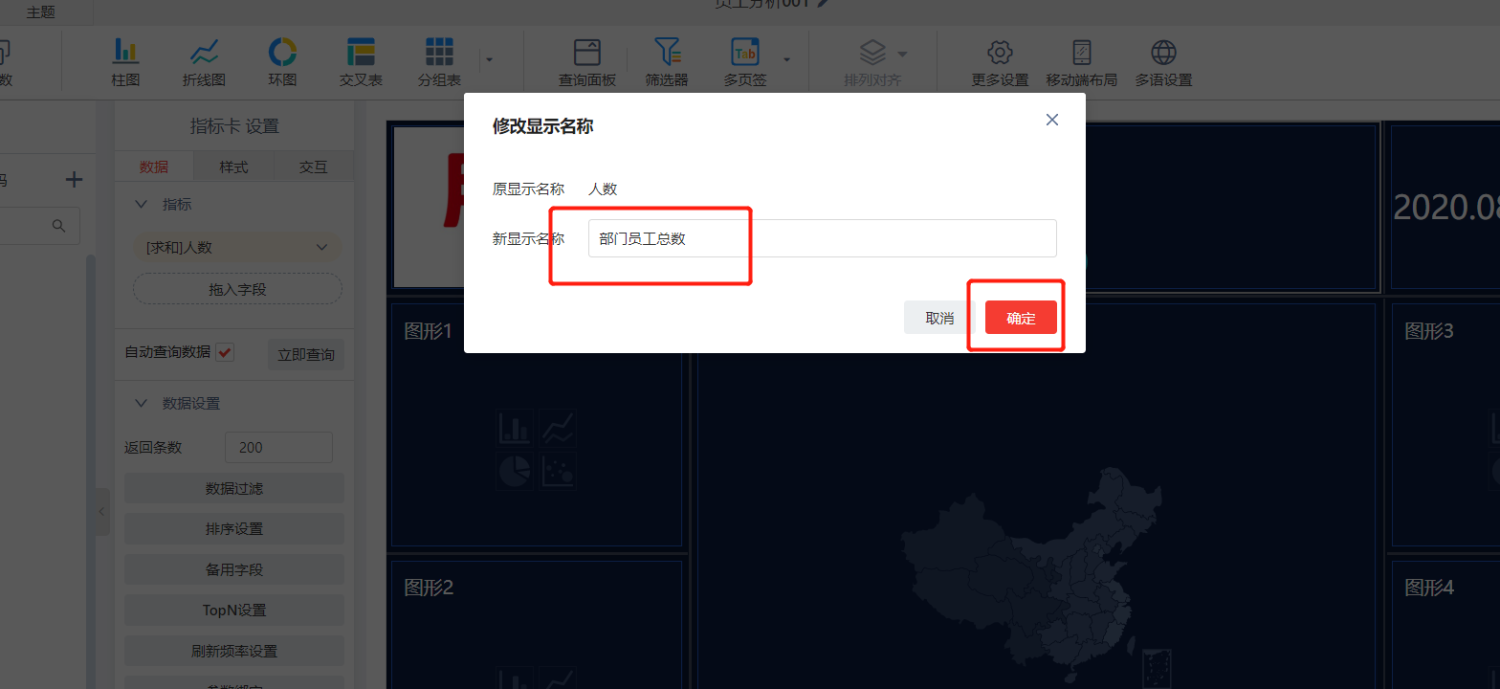 主题
员工分析001
数
柱图
折线图
环图
交叉表
分组表
查询面板
筛选器
Tab
多页签
排列对齐
更多设置
移动端布局
多语设置
指标卡 设置
数据
样式
交互
指标
[求和]人数
拖入字段
自动查询数据
立即查询
数据设置
返回条数
200
数据过滤
排序设置
备用字段
TopN设置
刷新频率设置
修改显示名称
原显示名称 人数
新显示名称 部门员工总数
取消
确定
2020.08
图形1
图形3
图形2
图形4